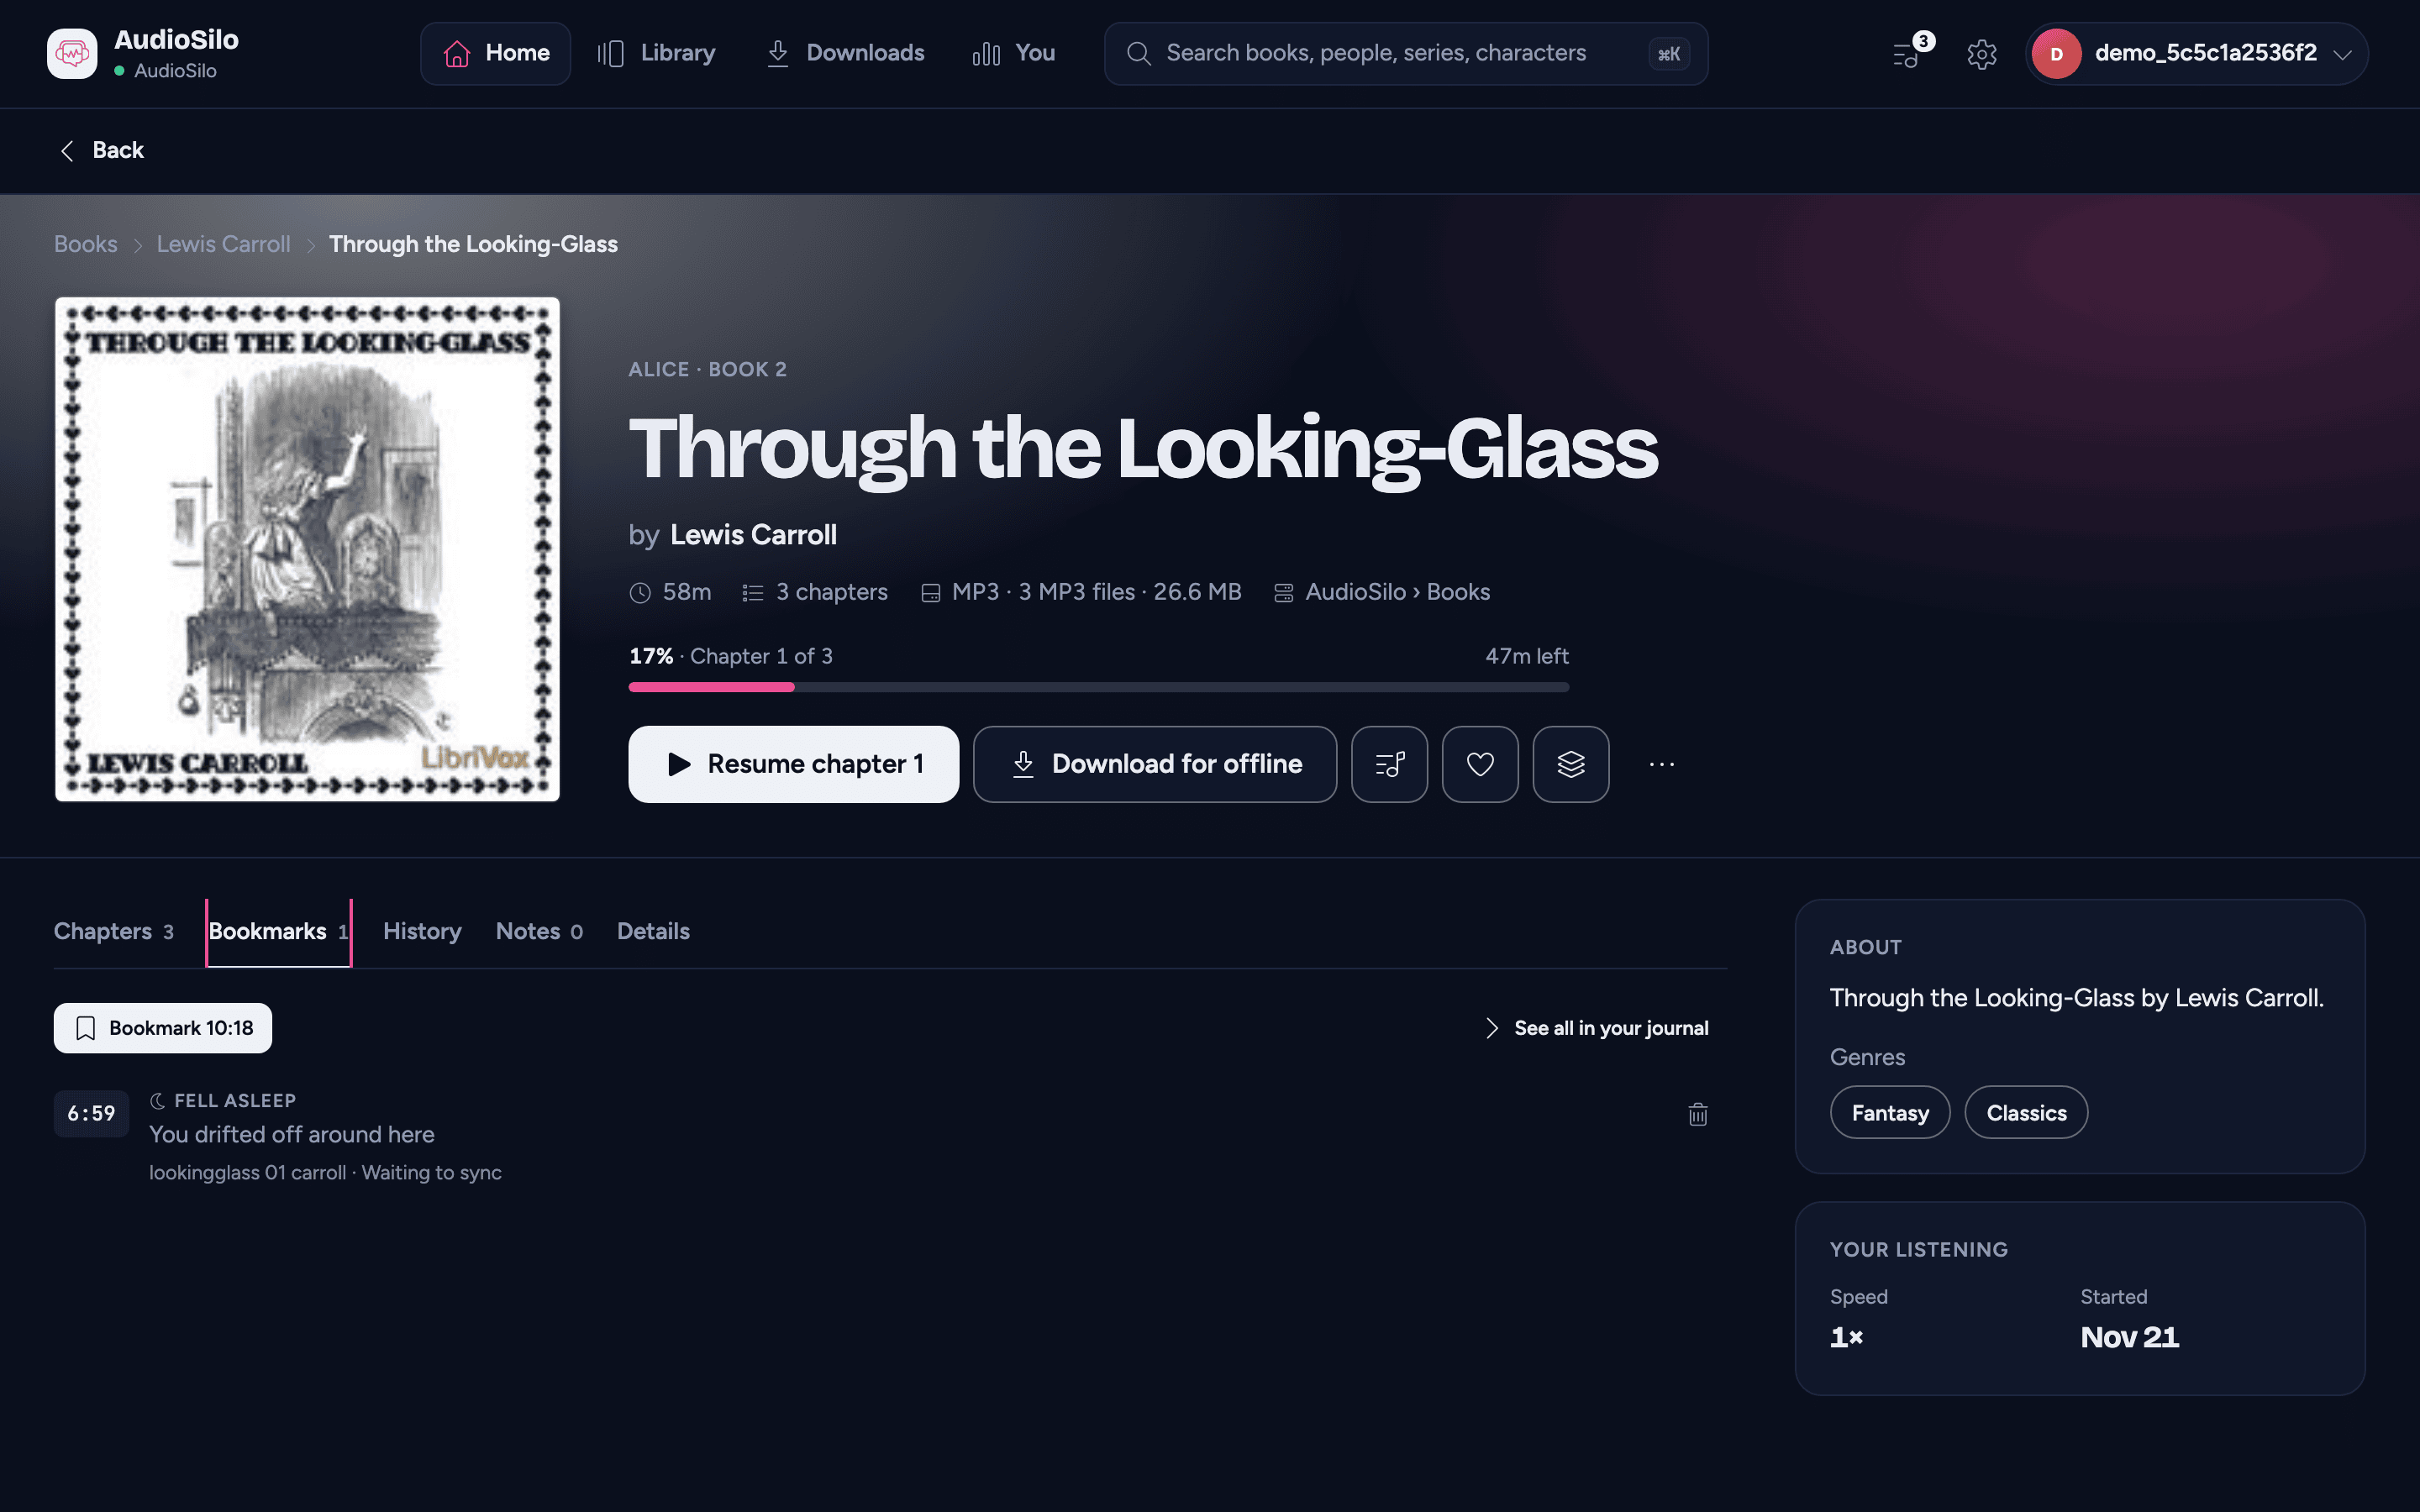 AudioSilo
AudioSilo
Home
Library
Downloads
You
Search books, people, series, characters
⌘K
3
D
demo_5c5c1a2536f2
Back
Books
Lewis Carroll
Through the Looking-Glass
THROUGH THE LOOKING-GLASS
LEWIS CARROLL
LibriVox
ALICE · BOOK 2
Through the Looking-Glass
by Lewis Carroll
58m
3 chapters
MP3 · 3 MP3 files · 26.6 MB
AudioSilo › Books
17% · Chapter 1 of 3
47m left
Resume chapter 1
Download for offline
Chapters 3
Bookmarks 1
History
Notes 0
Details
Bookmark 10:18
See all in your journal
6:59
FELL ASLEEP
You drifted off around here
lookingglass 01 carroll · Waiting to sync
ABOUT
Through the Looking-Glass by Lewis Carroll.
Genres
Fantasy
Classics
YOUR LISTENING
Speed
Started
1×
Nov 21